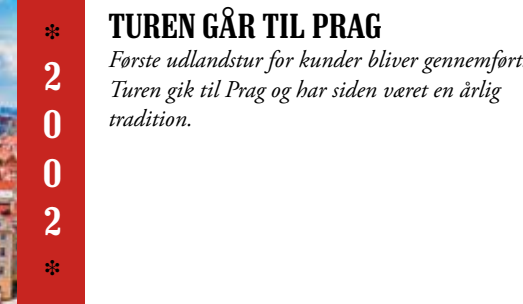 ✻
2
0
0
2
✻
TUREN GÅR TIL PRAG
Første udlandstur for kunder bliver gennemført.
Turen gik til Prag og har siden været en årlig
tradition.